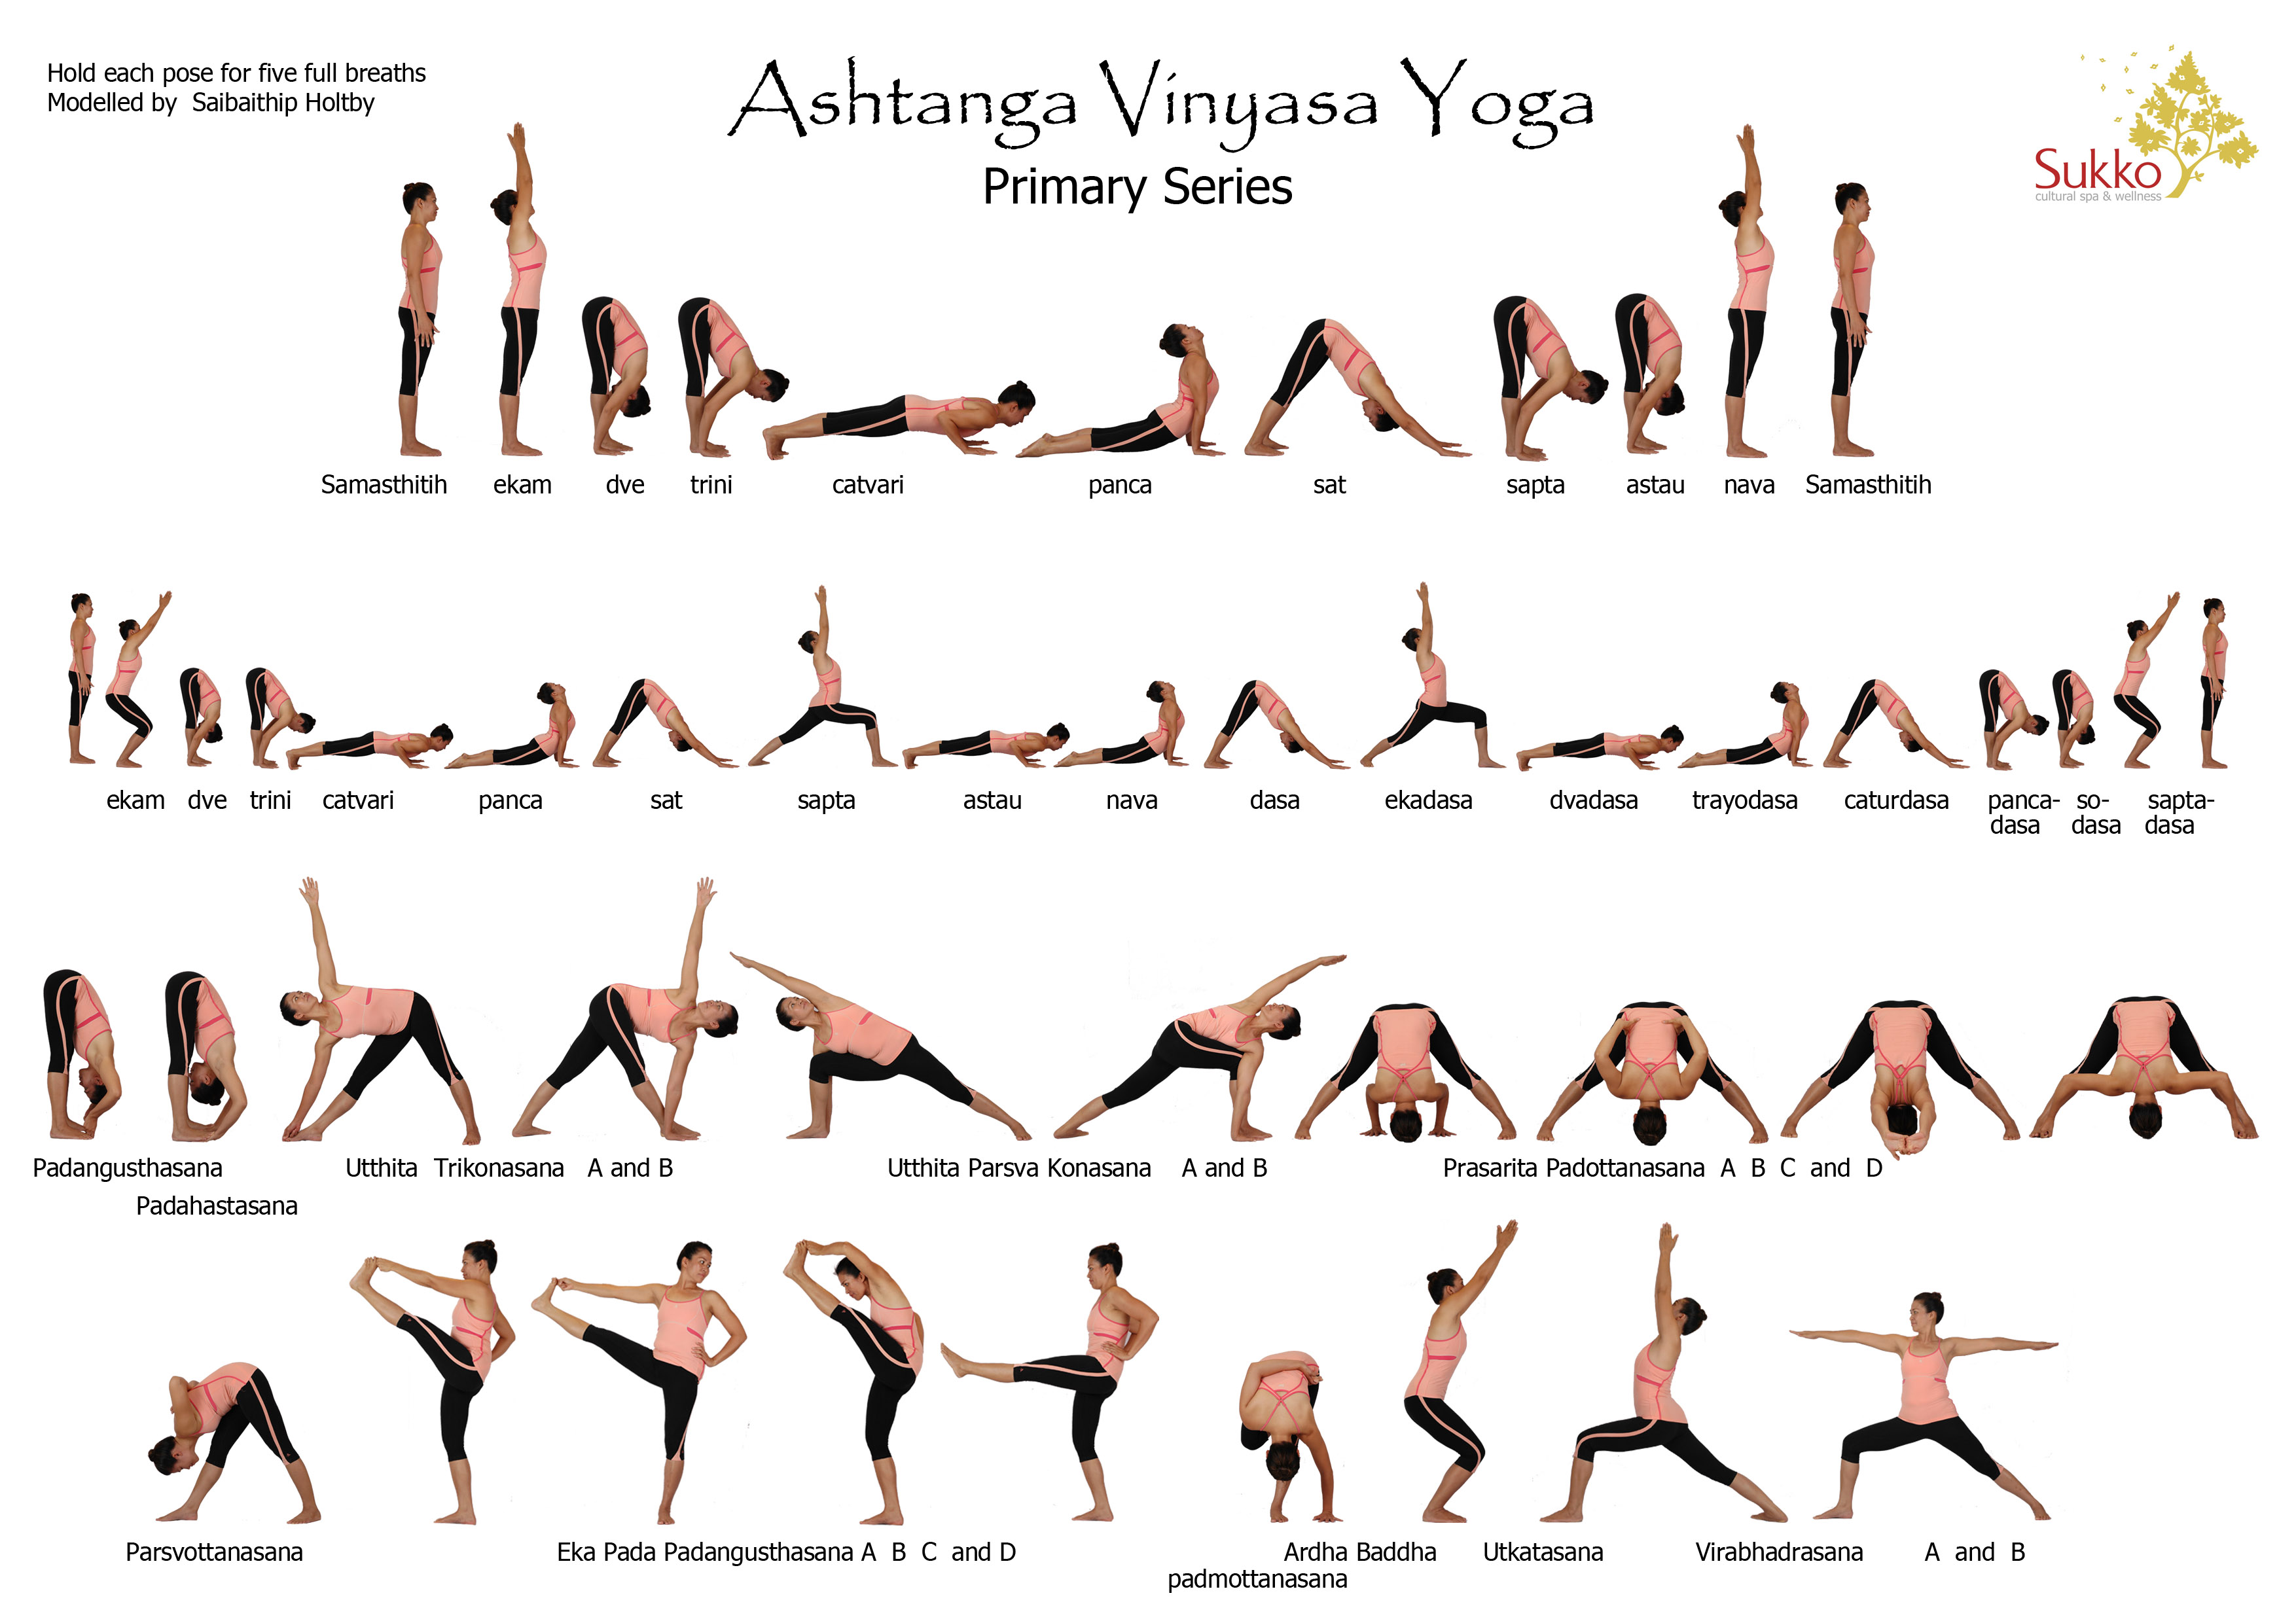 Hold each pose for five full breaths
Modelled by Saibaithip Holtby
Ashtanga Vinyasa Yoga
Primary Series
Sukko
cultural spa & wellness
Samasthitih ekam dve trini catvari panca sat sapta astau nava Samasthitih
ekam dve trini catvari panca sat sapta astau nava dasa ekadasa dvadasa trayodasa caturdasa panca- so- sapta-
dasa dasa dasa
Padangusthasana Utthita Trikonasana A and B Utthita Parsva Konasana A and B Prasarita Padottanasana A B C and D
Padahastasana
Parsvottanasana Eka Pada Padangusthasana A B C and D Ardha Baddha Utkatasana Virabhadrasana A and B
padmottanasana